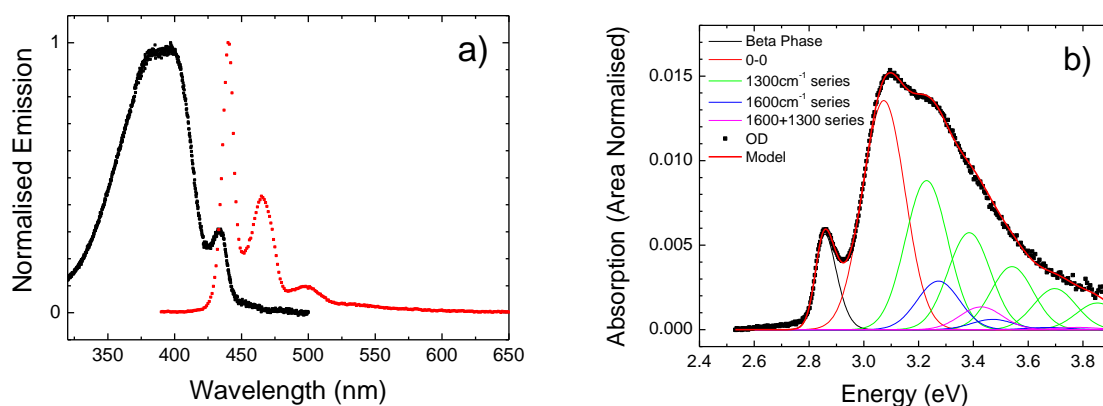 a)
1
0
Normalised Emission
350 400 450 500 550 600 650
Wavelength (nm)
b)
Beta Phase
0-0
1300cm⁻¹ series
1600cm⁻¹ series
1600+1300 series
OD
Model
0.015
0.010
0.005
0.000
Absorption (Area Normalised)
2.4 2.6 2.8 3.0 3.2 3.4 3.6 3.8
Energy (eV)